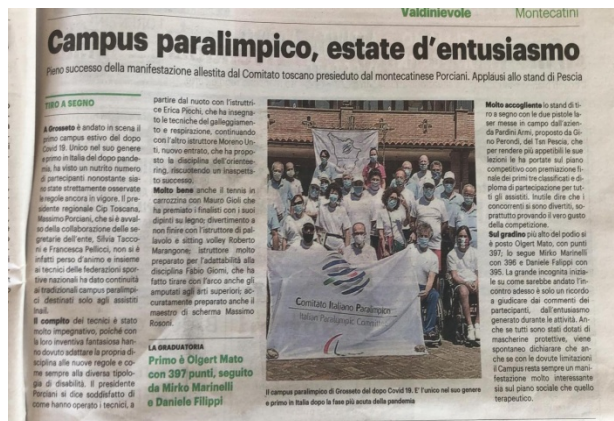 Valdinievole
Montecatini
Campus paralimpico, estate d'entusiasmo
Pieno successo della manifestazione allestita dal Comitato toscano presieduto dal montecatinese Porciani. Applausi allo stand di Pescia
TIRO A SEGNO
A Grosseto è andato in scena il
primo campus estivo del dopo
Covid 19. Unico nel suo genere
e primo in Italia del dopo pande-
mia, ha visto un nutrito numero
di partecipanti nonostante sia-
no state strettamente osservate
le regole ancora in vigore. Il pre-
sidente regionale Cip Toscana,
Massimo Porciani, che si è avval-
so della collaborazione delle se-
gretarie dell'ente, Silvia Tacco-
ni e Francesca Pellicci, non si è
infatti perso d'animo e insieme
ai tecnici delle federazioni spor-
tive nazionali ha dato continuità
ai tradizionali campus paralimpi-
ci destinati solo agli assistiti
Inail.
Il compito dei tecnici è stato
molto impegnativo, poiché con
la loro inventiva fantasiosa han-
no dovuto adattare la propria di-
sciplina alle nuove regole e co-
me sempre alla diversa tipolo-
gia di disabilità. Il presidente
Porciani si dice soddisfatto di
come hanno operato i tecnici, a
partire dal nuoto con l'istruttri-
ce Erica Piochi, che ha insegna-
to le tecniche del galleggiamen-
to e respirazione, continuando
con l'altro istruttore Moreno Un-
ti, nuovo entrato, che ha propo-
sto la disciplina dell'orientee-
ring, riscuotendo un inaspetta-
to successo.
Molto bene anche il tennis in
carrozzina con Mauro Gioli che
ha premiato i finalisti con i suoi
dipinti su legno; divertimento a
non finire con l'istruttore di pal-
lavolo e sitting volley Roberto
Marangone; istruttore molto
preparato per l'adattabilità alla
disciplina Fabio Giomi, che ha
fatto tirare con l'arco anche gli
amputati agli arti superiori; ac-
curatamente preparato anche il
maestro di scherma Massimo
Rosoni.
LA GRADUATORIA
Primo è Olgert Mato
con 397 punti, seguito
da Mirko Marinelli
e Daniele Filippi
Comitato Italiano Paralimpico
Italian Paralympic Committee
Il campus paralimpico di Grosseto del dopo Covid 19. E' l'unico nel suo genere
e primo in Italia dopo la fase più acuta della pandemia
Molto accogliente lo stand di ti-
ro a segno con le due pistole la-
ser messe in campo dall'azien-
da Pardini Armi, proposto da Gi-
no Perondi, del Tsn Pescia, che
per rendere più appetibili le sue
lezioni le ha portate sul piano
competitivo con premiazione fi-
nale dei primi tre classificati e di-
ploma di partecipazione per tut-
ti gli assistiti. Inutile dire che i
concorrenti si sono divertiti, so-
prattutto provando il vero gusto
della competizione.
Sul gradino più alto del podio si
è posto Olgert Mato, con punti
397; lo segue Mirko Marinelli
con 396 e Daniele Filippi con
395. La grande incognita inizia-
le su come sarebbe andato l'in-
contro adesso è solo un ricordo
a giudicare dai commenti dei
partecipanti, dall'entusiasmo
generato durante le attività. An-
che se tutti sono stati dotati di
mascherine protettive, viene
spontaneo dichiarare che an-
che se con le dovute limitazioni
il Campus resta sempre un ma-
nifestazione molto interessante
sia sul piano sociale che quello
terapeutico.